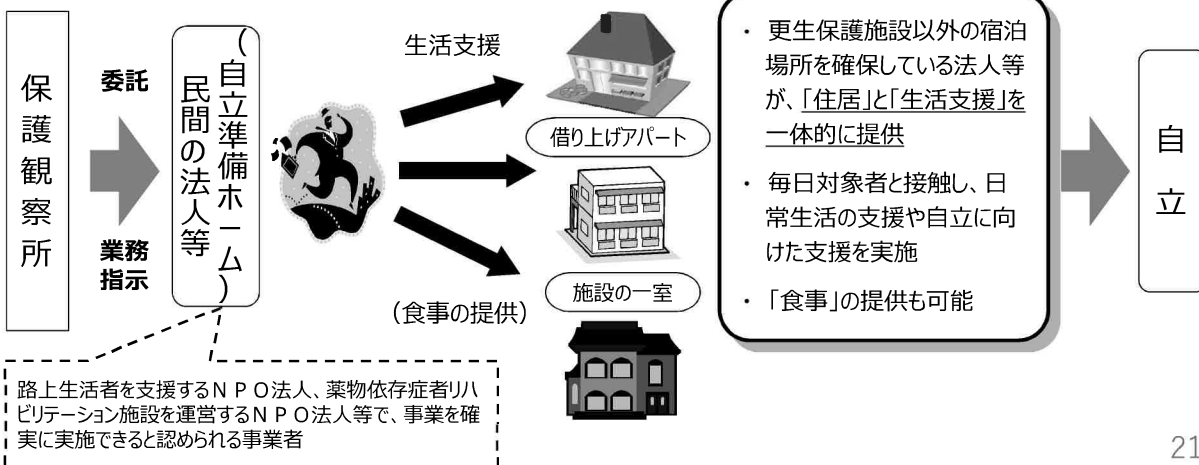 保護観察所
委託
業務
指示
民間の法人等
(自立準備ホーム)
生活支援
(食事の提供)
借り上げアパート
施設の一室
・ 更生保護施設以外の宿泊
場所を確保している法人等
が、「住居」と「生活支援」を
一体的に提供
・ 毎日対象者と接触し、日
常生活の支援や自立に向
けた支援を実施
・ 「食事」の提供も可能
自立
路上生活者を支援するNPO法人、薬物依存症者リハ
ビリテーション施設を運営するNPO法人等で、事業を確
実に実施できると認められる事業者
21